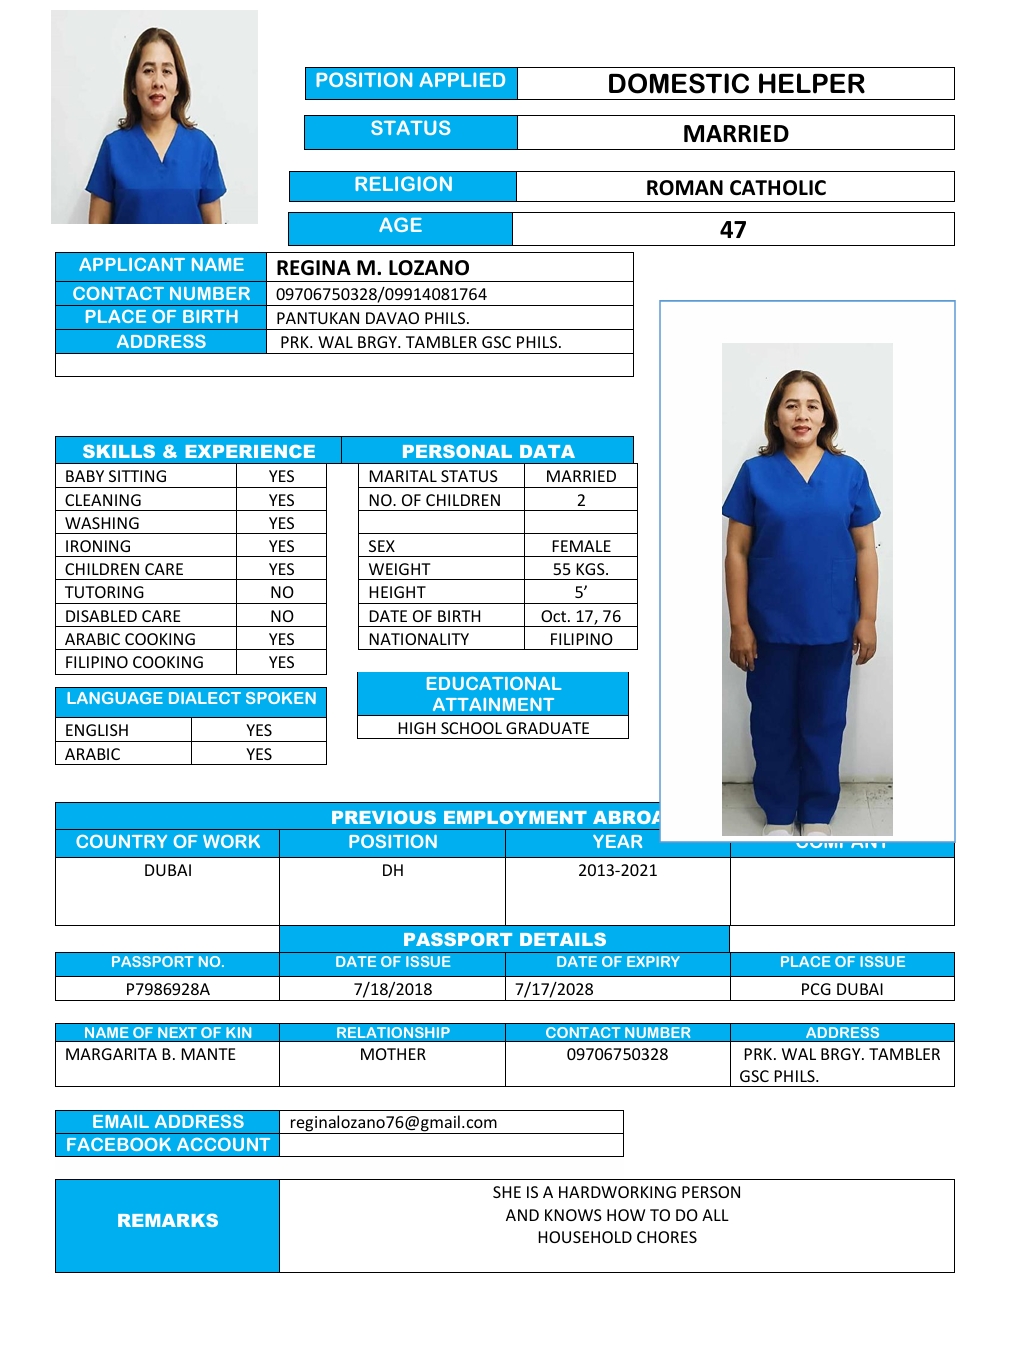 POSITION APPLIED DOMESTIC HELPER
STATUS MARRIED
RELIGION ROMAN CATHOLIC
AGE 47
APPLICANT NAME REGINA M. LOZANO
CONTACT NUMBER 09706750328/09914081764
PLACE OF BIRTH PANTUKAN DAVAO PHILS.
ADDRESS PRK. WAL BRGY. TAMBLER GSC PHILS.
SKILLS & EXPERIENCE PERSONAL DATA
BABY SITTING YES MARITAL STATUS MARRIED
CLEANING YES NO. OF CHILDREN 2
WASHING YES
IRONING YES SEX FEMALE
CHILDREN CARE YES WEIGHT 55 KGS.
TUTORING NO HEIGHT 5’
DISABLED CARE NO DATE OF BIRTH Oct. 17, 76
ARABIC COOKING YES NATIONALITY FILIPINO
FILIPINO COOKING YES
EDUCATIONAL
ATTAINMENT
HIGH SCHOOL GRADUATE
LANGUAGE DIALECT SPOKEN
ENGLISH YES
ARABIC YES
PREVIOUS EMPLOYMENT
COUNTRY OF WORK POSITION YEAR COMPANY
DUBAI DH 2013-2021
PASSPORT DETAILS
PASSPORT NO. DATE OF ISSUE DATE OF EXPIRY PLACE OF ISSUE
P7986928A 7/18/2018 7/17/2028 PCG DUBAI
NAME OF NEXT OF KIN RELATIONSHIP CONTACT NUMBER ADDRESS
MARGARITA B. MANTE MOTHER 09706750328 PRK. WAL BRGY. TAMBLER
GSC PHILS.
EMAIL ADDRESS reginalozano76@gmail.com
FACEBOOK ACCOUNT
REMARKS
SHE IS A HARDWORKING PERSON
AND KNOWS HOW TO DO ALL
HOUSEHOLD CHORES